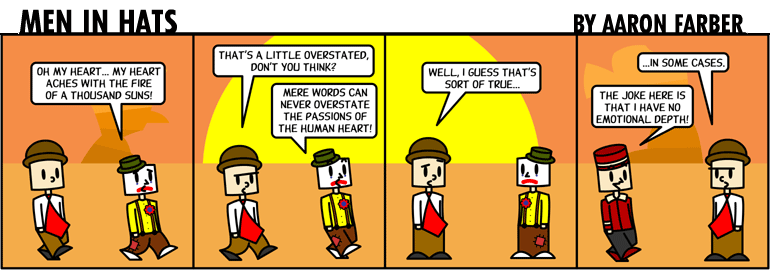 MEN IN HATS
BY AARON FARBER
OH MY HEART... MY HEART
ACHES WITH THE FIRE
OF A THOUSAND SUNS!
THAT'S A LITTLE OVERSTATED,
DON'T YOU THINK?
MERE WORDS CAN
NEVER OVERSTATE
THE PASSIONS OF
THE HUMAN HEART!
WELL, I GUESS THAT'S
SORT OF TRUE...
...IN SOME CASES.
THE JOKE HERE IS
THAT I HAVE NO
EMOTIONAL DEPTH!